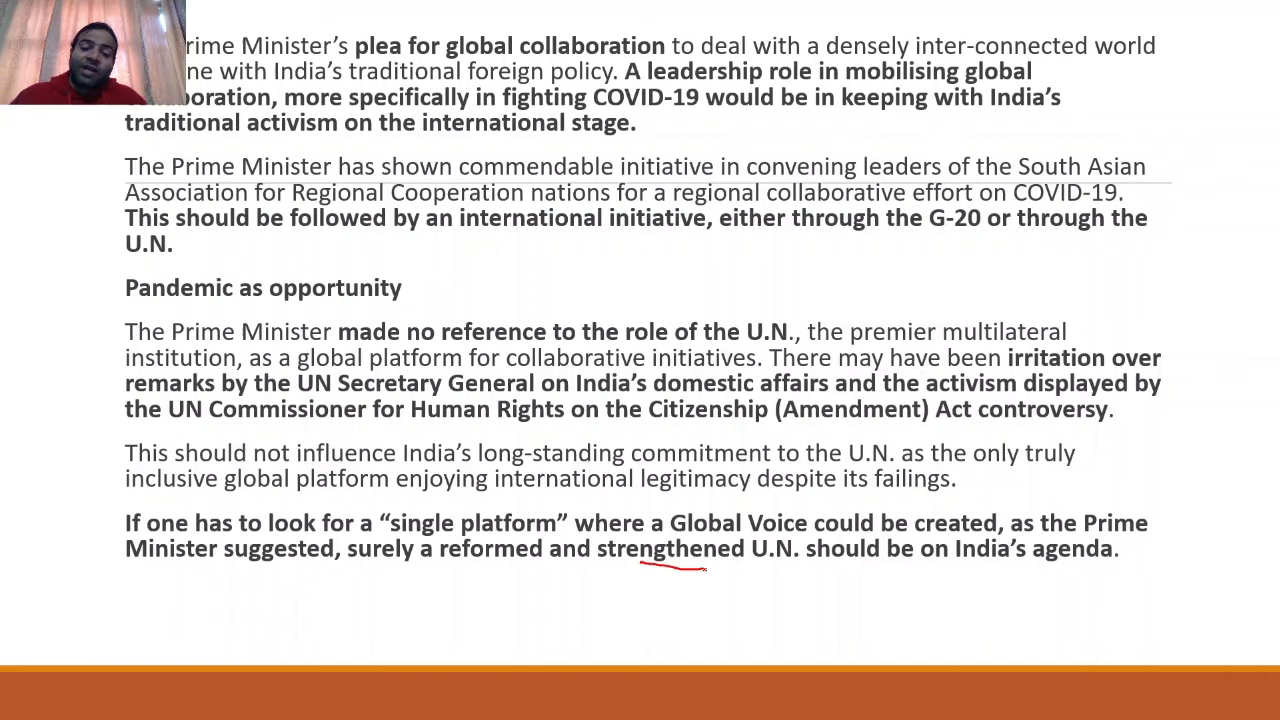 rime Minister’s plea for global collaboration to deal with a densely inter-connected world
ne with India’s traditional foreign policy. A leadership role in mobilising global
boration, more specifically in fighting COVID-19 would be in keeping with India’s
traditional activism on the international stage.
The Prime Minister has shown commendable initiative in convening leaders of the South Asian
Association for Regional Cooperation nations for a regional collaborative effort on COVID-19.
This should be followed by an international initiative, either through the G-20 or through the
U.N.
Pandemic as opportunity
The Prime Minister made no reference to the role of the U.N., the premier multilateral
institution, as a global platform for collaborative initiatives. There may have been irritation over
remarks by the UN Secretary General on India’s domestic affairs and the activism displayed by
the UN Commissioner for Human Rights on the Citizenship (Amendment) Act controversy.
This should not influence India’s long-standing commitment to the U.N. as the only truly
inclusive global platform enjoying international legitimacy despite its failings.
If one has to look for a “single platform” where a Global Voice could be created, as the Prime
Minister suggested, surely a reformed and strengthened U.N. should be on India’s agenda.